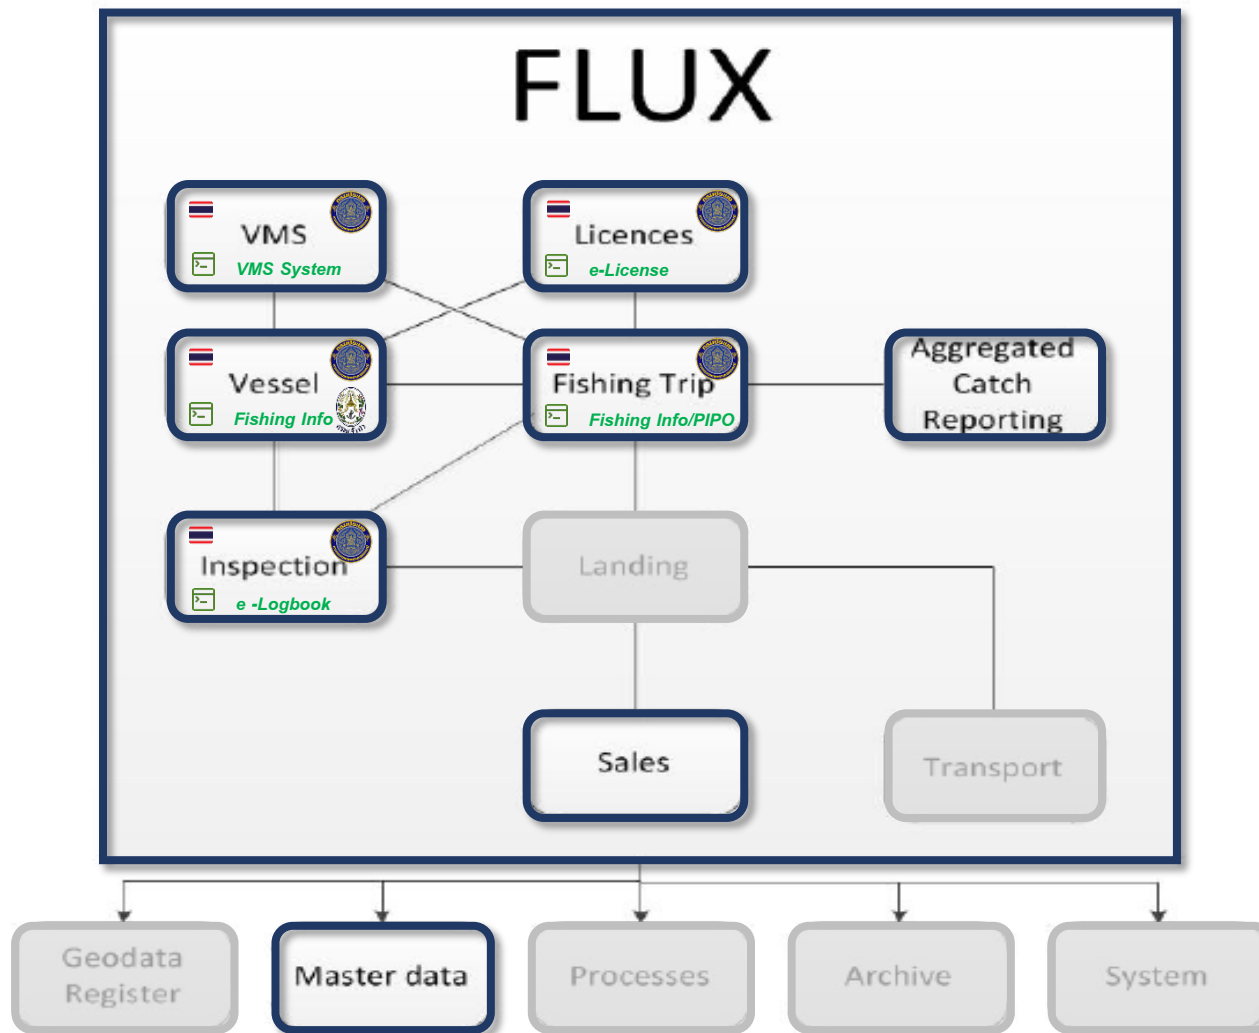 FLUX
VMS
VMS System
Licences
e-License
Vessel
Fishing Info
Fishing Trip
Fishing Info/PIPO
Aggregated
Catch
Reporting
Inspection
e -Logbook
Landing
Sales
Transport
Geodata
Register
Master data
Processes
Archive
System